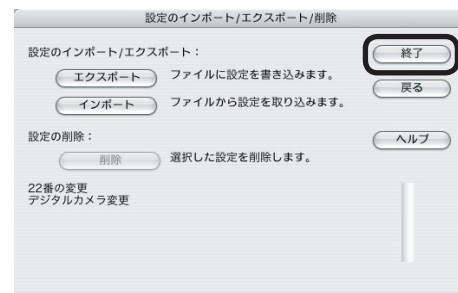 設定のインポート/エクスポート/削除
設定のインポート/エクスポート：
エクスポート ファイルに設定を書き込みます。
インポート ファイルから設定を取り込みます。
設定の削除：
削除 選択した設定を削除します。
22番の変更
デジタルカメラ変更
終了
戻る
ヘルプ